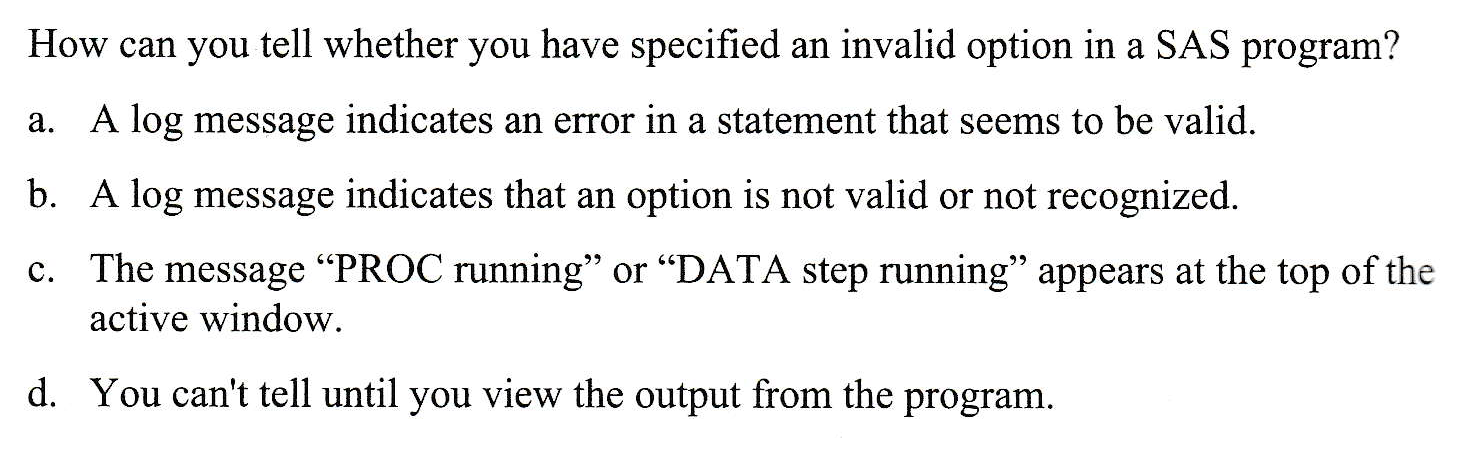 How can you tell whether you have specified an invalid option in a SAS program?
a. A log message indicates an error in a statement that seems to be valid.
b. A log message indicates that an option is not valid or not recognized.
c. The message “PROC running” or “DATA step running” appears at the top of the
active window.
d. You can't tell until you view the output from the program.